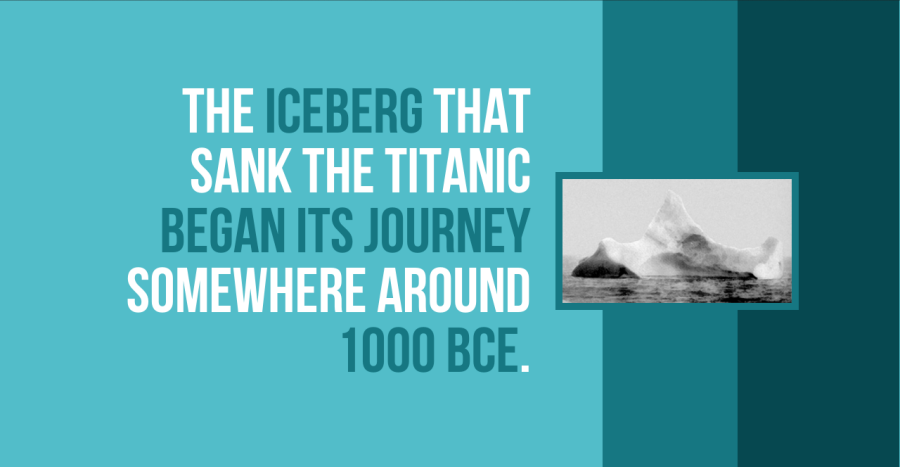 THE ICEBERG THAT
SANK THE TITANIC
BEGAN ITS JOURNEY
SOMEWHERE AROUND
1000 BCE.